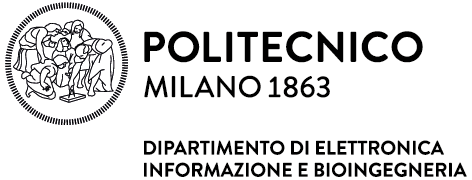 POLITECNICO
MILANO 1863
DIPARTIMENTO DI ELETTRONICA
INFORMAZIONE E BIOINGEGNERIA